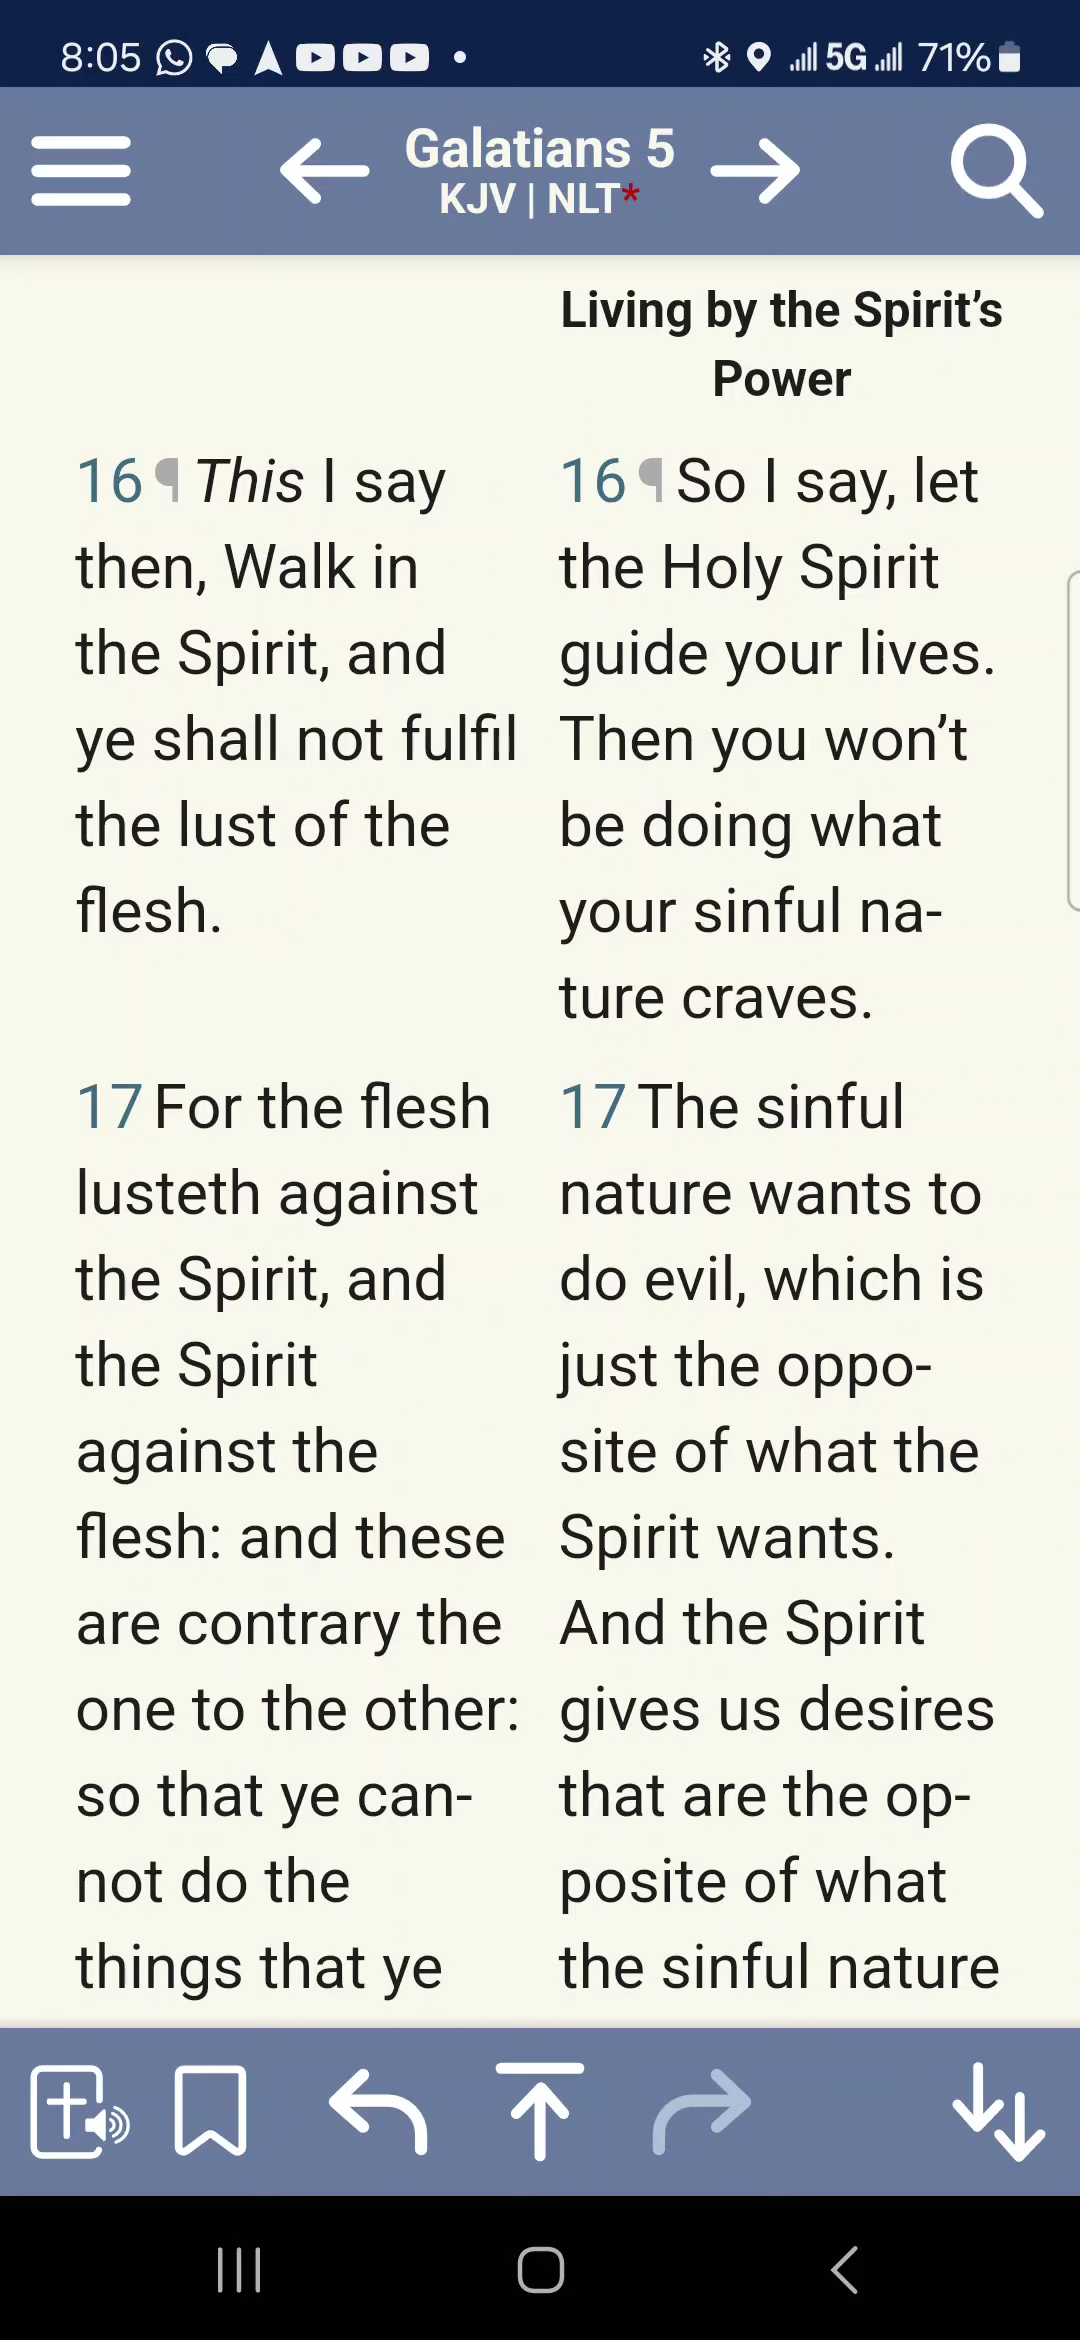 8:05
5G
71%
Galatians 5
KJV | NLT*
Living by the Spirit’s
Power
16 ¶ This I say
then, Walk in
the Spirit, and
ye shall not fulfil
the lust of the
flesh.
16 ¶ So I say, let
the Holy Spirit
guide your lives.
Then you won’t
be doing what
your sinful na-
ture craves.
17 For the flesh
lusteth against
the Spirit, and
the Spirit
against the
flesh: and these
are contrary the
one to the other:
so that ye can-
not do the
things that ye
17 The sinful
nature wants to
do evil, which is
just the oppo-
site of what the
Spirit wants.
And the Spirit
gives us desires
that are the op-
posite of what
the sinful nature